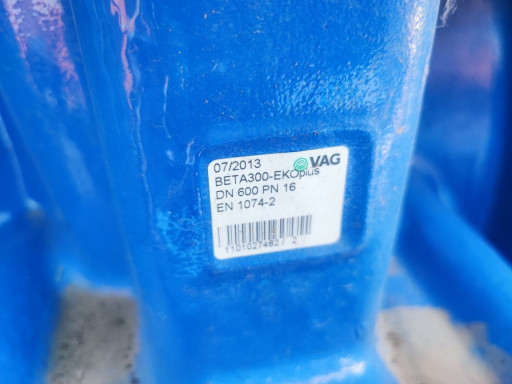 07/2013 VAG
BETA300-EKOplus
DN 600 PN 16
EN 1074-2
11010274827 2